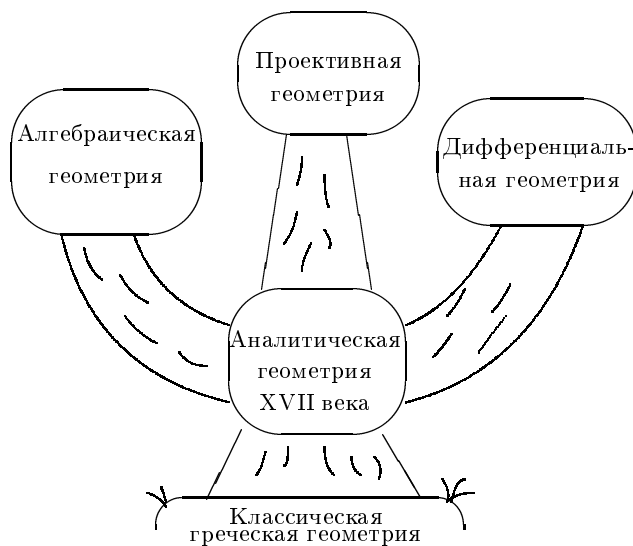 Проективная
геометрия
Алгебраическая
геометрия
Дифференциаль-
ная геометрия
Аналитическая
геометрия
XVII века
Классическая
греческая геометрия